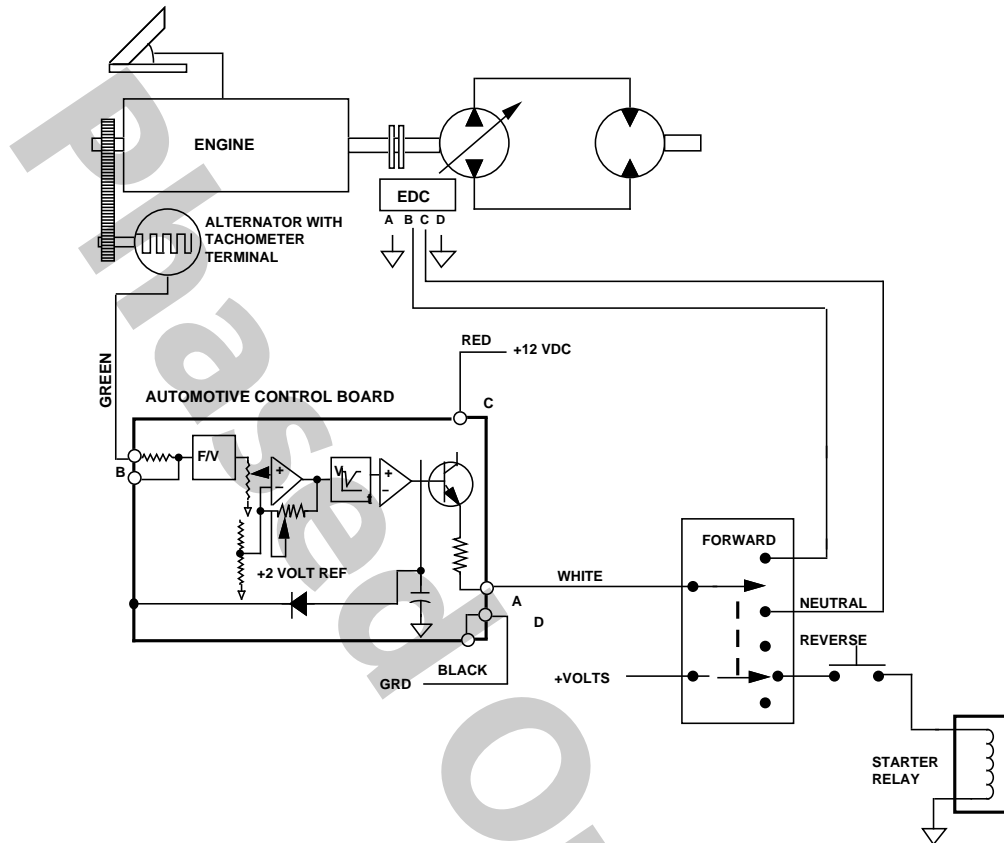 ENGINE
EDC
A B C D
ALTERNATOR WITH
TACHOMETER
TERMINAL
GREEN
RED
+12 VDC
AUTOMOTIVE CONTROL BOARD
C
B
F/V
+
-
V
t
+
-
+2 VOLT REF
FORWARD
WHITE
A
NEUTRAL
D
REVERSE
BLACK
+VOLTS
GRD
STARTER
RELAY
Phased O